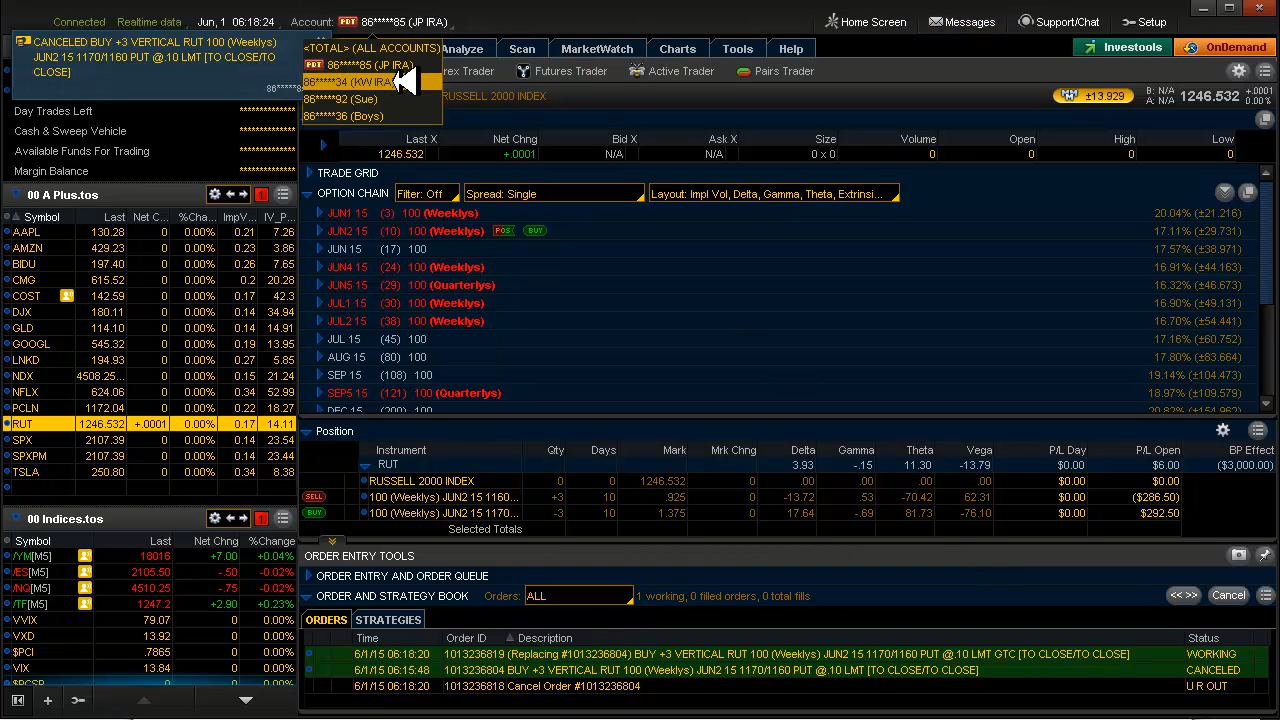 Connected Realtime data Jun, 1 06:18:24 Account: PDT 86*****85 (JP IRA)
Home Screen Messages Support/Chat Setup
CANCELED BUY +3 VERTICAL RUT 100 (Weekys)
JUN2 15 1170/1160 PUT @.10 LMT [TO CLOSE/TO
CLOSE]
86*****8
<TOTAL> (ALL ACCOUNTS)
PDT 86*****85 (JP IRA)
86*****34 (KW IRA)
86*****92 (Sue)
86*****36 (Boys)
Analyze Scan MarketWatch Charts Tools Help
Investools OnDemand
rex Trader Futures Trader Active Trader Pairs Trader
Day Trades Left **************
Cash & Sweep Vehicle **************
Available Funds For Trading **************
Margin Balance **************
RUSSELL 2000 INDEX
±13.929 B: N/A A: N/A 1246.532 +.0001 0.00%
Last X Net Chng Bid X Ask X Size Volume Open High Low
1246.532 +.0001 N/A N/A 0 x 0 0 0 0 0
TRADE GRID
OPTION CHAIN Filter: Off Spread: Single Layout: Impl Vol, Delta, Gamma, Theta, Extrinsi...
JUN1 15 (3) 100 (Weeklys) 20.04% (±21.216)
JUN2 15 (10) 100 (Weeklys) POS BUY 17.11% (±29.731)
JUN 15 (17) 100 17.57% (±38.971)
JUN4 15 (24) 100 (Weeklys) 16.91% (±44.163)
JUN5 15 (29) 100 (Quarterlys) 16.32% (±46.673)
JUL1 15 (30) 100 (Weeklys) 16.90% (±49.131)
JUL2 15 (38) 100 (Weeklys) 16.70% (±54.441)
JUL 15 (45) 100 17.16% (±60.752)
AUG 15 (80) 100 17.80% (±83.664)
SEP 15 (108) 100 19.14% (±104.473)
SEP5 15 (121) 100 (Quarterlys) 18.97% (±109.579)
DEC 15 (200) 100 20.82% (±154.962)
00 A Plus.tos 1
Symbol Last Net C... %Cha... ImpV... IV_P...
AAPL 130.28 0 0.00% 0.21 7.26
AMZN 429.23 0 0.00% 0.23 3.86
BIDU 197.40 0 0.00% 0.26 7.65
CMG 615.52 0 0.00% 0.2 20.28
COST 142.59 0 0.00% 0.17 42.3
DJX 180.11 0 0.00% 0.14 34.94
GLD 114.10 0 0.00% 0.14 14.91
GOOGL 545.32 0 0.00% 0.19 13.95
LNKD 194.93 0 0.00% 0.27 5.85
NDX 4508.25... 0 0.00% 0.15 21.24
NFLX 624.06 0 0.00% 0.34 52.99
PCLN 1172.04 0 0.00% 0.22 18.27
RUT 1246.532 +.0001 0.00% 0.17 14.11
SPX 2107.39 0 0.00% 0.14 23.54
SPXPM 2107.39 0 0.00% 0.14 23.44
TSLA 250.80 0 0.00% 0.34 8.38
Position
Instrument Qty Days Mark Mrk Chng Delta Gamma Theta Vega P/L Day P/L Open BP Effect
RUT 3.93 -.15 11.30 -13.79 $0.00 $6.00 ($3,000.00)
RUSSELL 2000 INDEX 0 0 1246.532 0 .00 .00 .00 .00 $0.00 $0.00
SELL 100 (Weeklys) JUN2 15 1160... +3 10 .925 0 -13.72 .53 -70.42 62.31 $0.00 ($286.50)
BUY 100 (Weeklys) JUN2 15 1170... -3 10 1.375 0 17.64 -.69 81.73 -76.10 $0.00 $292.50
Selected Totals
00 Indices.tos 1
Symbol Last Net Chng %Change
/YM[M5] 18016 +7.00 +0.04%
/ES[M5] 2105.50 -.50 -0.02%
/NQ[M5] 4510.25 -.75 -0.02%
/TF[M5] 1247.2 +2.90 +0.23%
VVIX 79.07 0 0.00%
VXD 13.92 0 0.00%
$PCI .7865 0 0.00%
VIX 13.84 0 0.00%
$PCSP
ORDER ENTRY TOOLS
ORDER ENTRY AND ORDER QUEUE
ORDER AND STRATEGY BOOK Orders: ALL 1 working, 0 filled orders, 0 total fills << >> Cancel
ORDERS STRATEGIES
Time Order ID Description Status
6/1/15 06:18:20 1013236819 (Replacing #1013236804) BUY +3 VERTICAL RUT 100 (Weekys) JUN2 15 1170/1160 PUT @.10 LMT GTC [TO CLOSE/TO CLOSE] WORKING
6/1/15 06:15:48 1013236804 BUY +3 VERTICAL RUT 100 (Weekys) JUN2 15 1170/1160 PUT @.10 LMT [TO CLOSE/TO CLOSE] CANCELED
6/1/15 06:18:20 1013236818 Cancel Order #1013236804 U R OUT